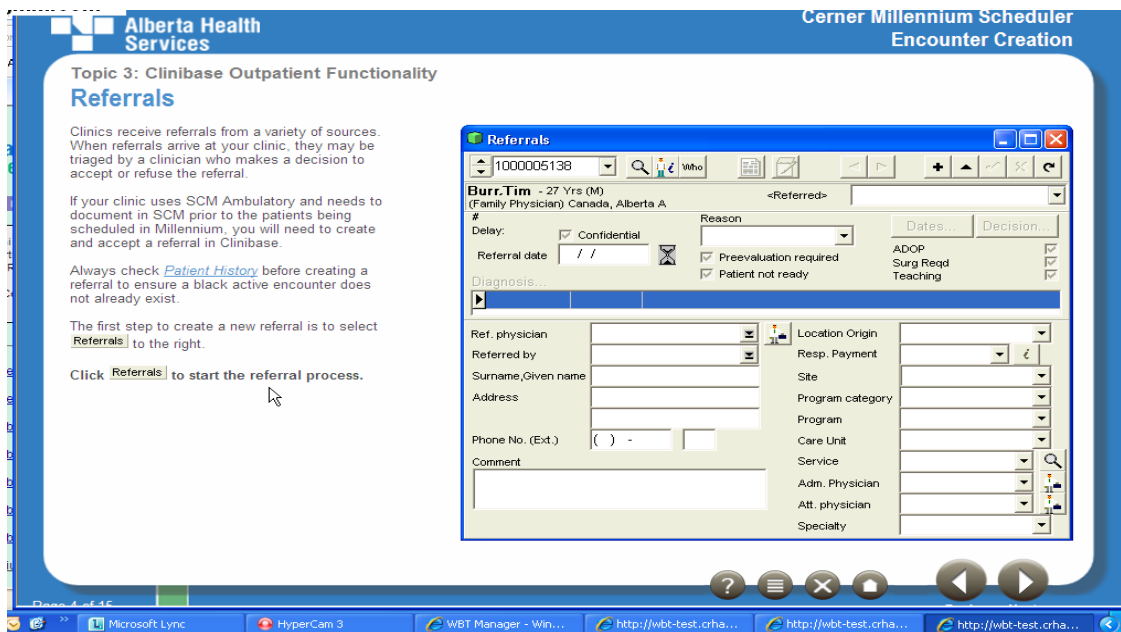 Alberta Health
Services
Cerner Millennium Scheduler
Encounter Creation
Topic 3: Clinibase Outpatient Functionality
Referrals
Clinics receive referrals from a variety of sources.
When referrals arrive at your clinic, they may be
triaged by a clinician who makes a decision to
accept or refuse the referral.
If your clinic uses SCM Ambulatory and needs to
document in SCM prior to the patients being
scheduled in Millennium, you will need to create
and accept a referral in Clinibase.
Always check Patient History before creating a
referral to ensure a black active encounter does
not already exist.
The first step to create a new referral is to select
Referrals to the right.
Click Referrals to start the referral process.
Referrals
1000005138
Who
Burr.Tim - 27 Yrs (M)
(Family Physician) Canada, Alberta A
<Referred>
#
Delay:
Confidential
Reason
Dates...
Decision...
Referral date / /
Preevaluation required
Patient not ready
ADOP
Surg Reqd
Teaching
Diagnosis...
Ref. physician
Referred by
Surname,Given name
Address
Phone No. (Ext.) ( ) -
Comment
Location Origin
Resp. Payment
Site
Program category
Program
Care Unit
Service
Adm. Physician
Att. physician
Specialty
Page 4 of 15
Microsoft Lync
HyperCam 3
WBT Manager - Win...
http://wbt-test.crha...
http://wbt-test.crha...
http://wbt-test.crha...